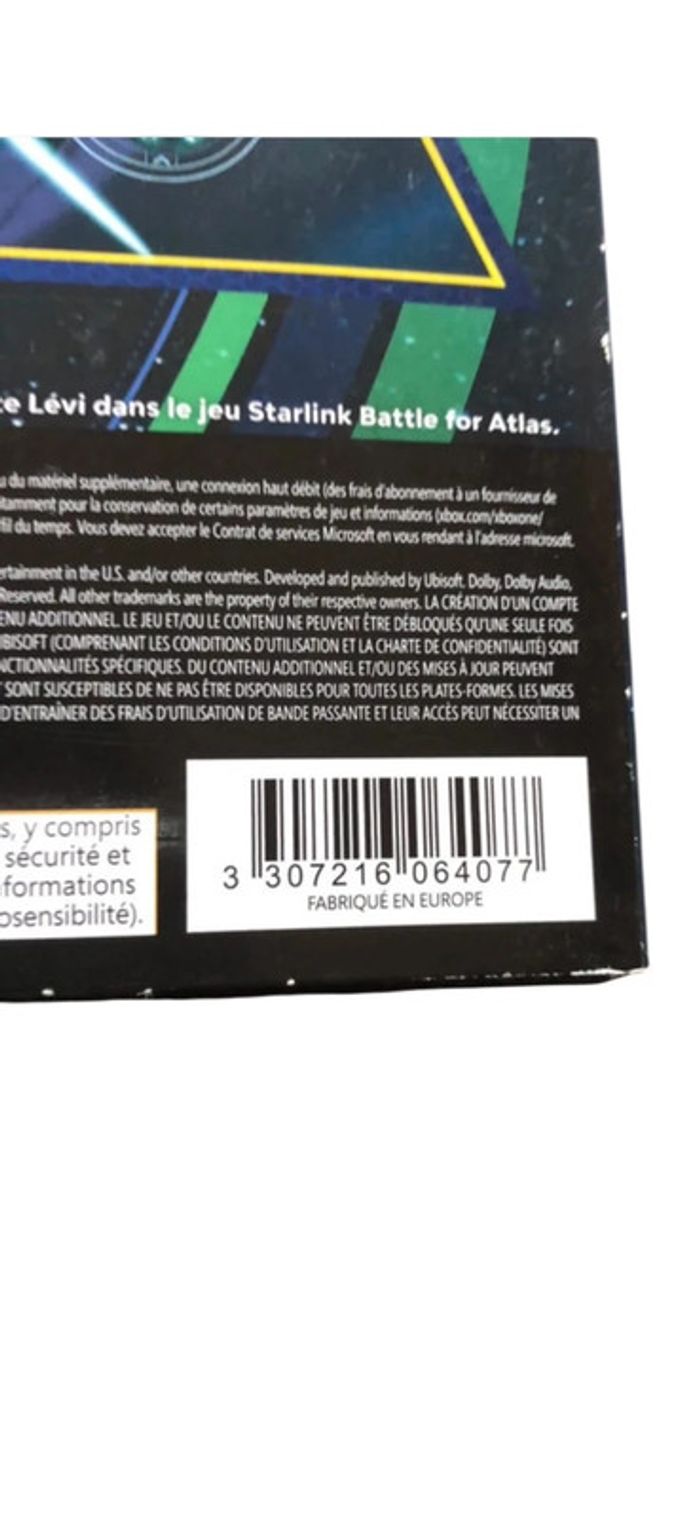 te Lévi dans le jeu Starlink Battle for Atlas.
du matériel supplémentaire, une connexion haut débit (des frais d'abonnement à un fournisseur de
tamment pour la conservation de certains paramètres de jeu et informations (xbox.com/xboxone/
fil du temps. Vous devez accepter le Contrat de services Microsoft en vous rendant à l'adresse microsoft.
ertainment in the U.S. and/or other countries. Developed and published by Ubisoft. Dolby, Dolby Audio,
Reserved. All other trademarks are the property of their respective owners. LA CRÉATION D'UN COMPTE
ENU ADDITIONNEL. LE JEU ET/OU LE CONTENU NE PEUVENT ÊTRE DÉBLOQUÉS QU'UNE SEULE FOIS
UBISOFT (COMPRENANT LES CONDITIONS D'UTILISATION ET LA CHARTE DE CONFIDENTIALITÉ) SONT
NCTIONNALITÉS SPÉCIFIQUES. DU CONTENU ADDITIONNEL ET/OU DES MISES À JOUR PEUVENT
SONT SUSCEPTIBLES DE NE PAS ÊTRE DISPONIBLES POUR TOUTES LES PLATES-FORMES. LES MISES
D'ENTRAÎNER DES FRAIS D'UTILISATION DE BANDE PASSANTE ET LEUR ACCÈS PEUT NÉCESSITER UN
s, y compris
sécurité et
formations
osensibilité).
3 307216 064077
FABRIQUÉ EN EUROPE